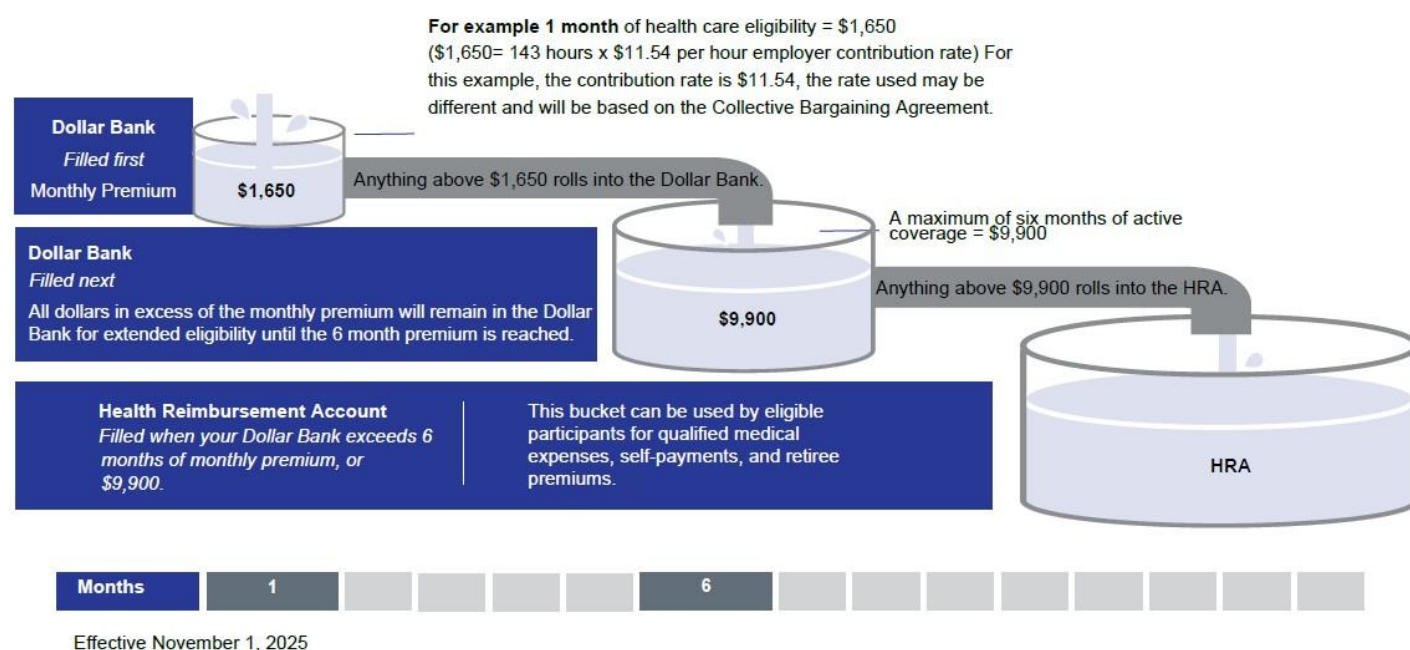 For example 1 month of health care eligibility = $1,650
($1,650= 143 hours x $11.54 per hour employer contribution rate) For
this example, the contribution rate is $11.54, the rate used may be
different and will be based on the Collective Bargaining Agreement.
Dollar Bank
Filled first
Monthly Premium
$1,650
Anything above $1,650 rolls into the Dollar Bank.
A maximum of six months of active
coverage = $9,900
Dollar Bank
Filled next
All dollars in excess of the monthly premium will remain in the Dollar
Bank for extended eligibility until the 6 month premium is reached.
$9,900
Anything above $9,900 rolls into the HRA.
Health Reimbursement Account
Filled when your Dollar Bank exceeds 6
months of monthly premium, or
$9,900.
This bucket can be used by eligible
participants for qualified medical
expenses, self-payments, and retiree
premiums.
HRA
Months
1
6
Effective November 1, 2025